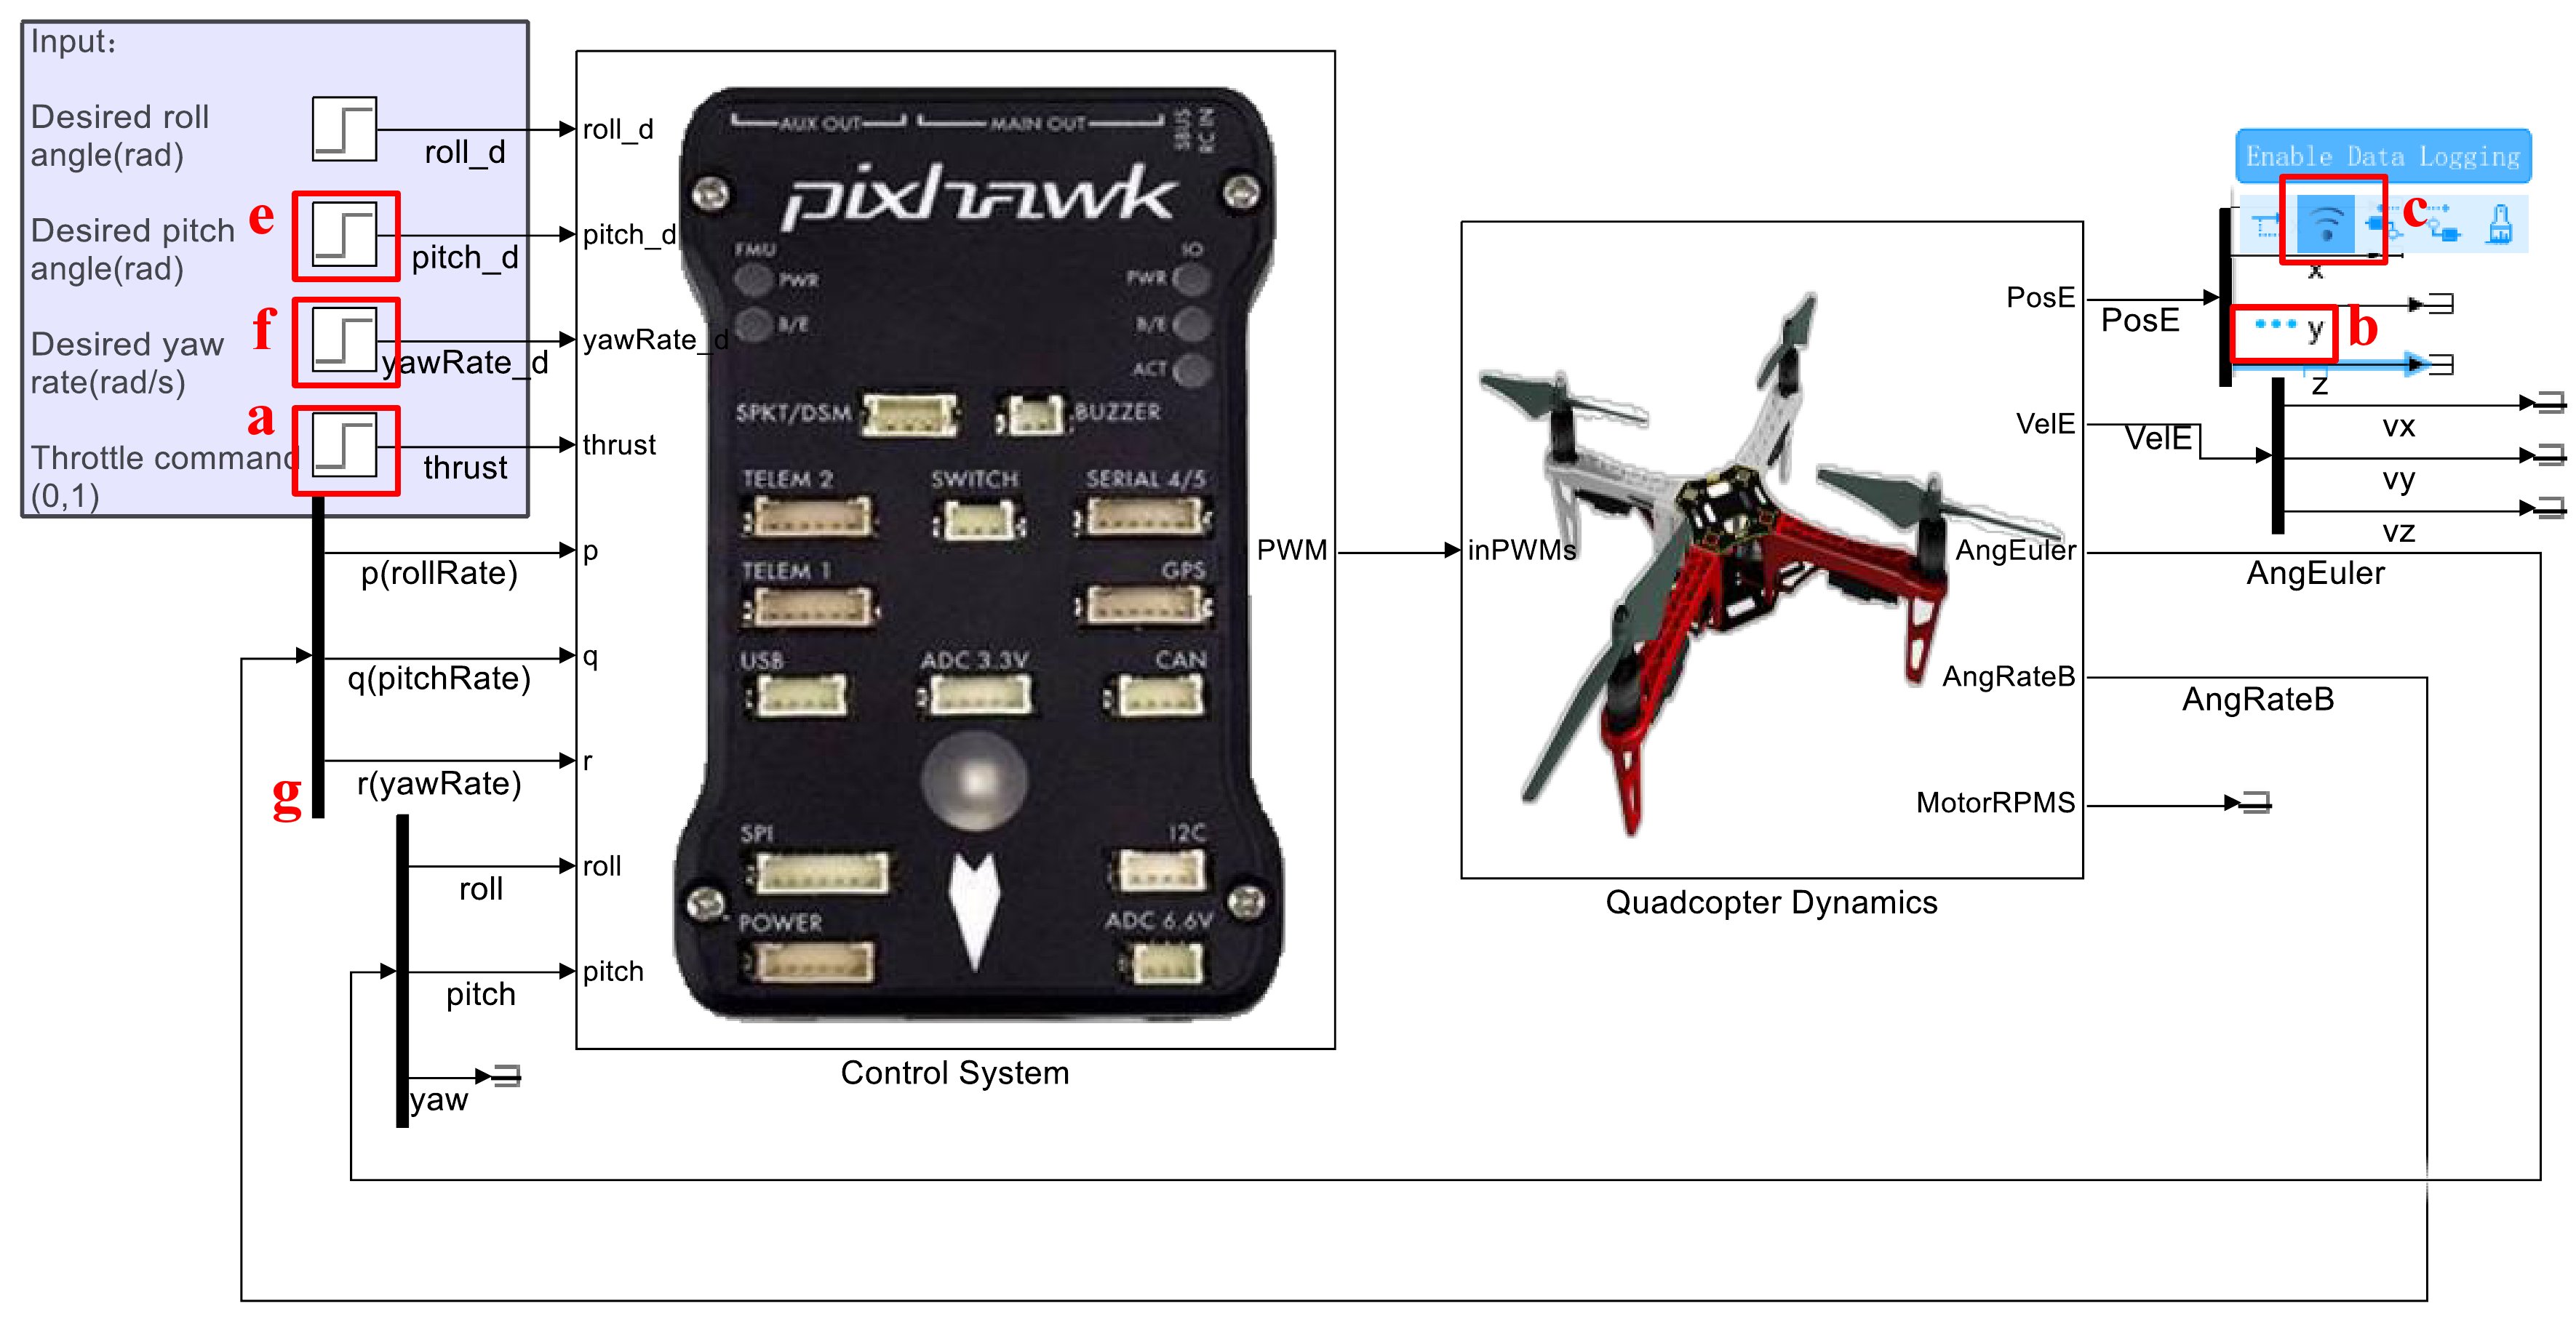 Input:
Desired roll
angle(rad)
roll_d
e
Desired pitch
angle(rad)
pitch_d
f
Desired yaw
rate(rad/s)
yawRate_d
a
Throttle command
(0,1)
thrust
g
p(rollRate)
q(pitchRate)
r(yawRate)
roll
pitch
yaw
roll_d
pitch_d
yawRate_d
thrust
p
q
r
roll
pitch
AUX OUT
MAIN OUT
SBUS
RC IN
pixhawk
FMU
PWR
B/E
IO
PWR
B/E
ACT
SPKT/DSM
BUZZER
TELEM 2
SWITCH
SERIAL 4/5
TELEM 1
GPS
USB
ADC 3.3V
CAN
SPI
I2C
POWER
ADC 6.6V
PWM
Control System
inPWMs
PosE
VelE
AngEuler
AngRateB
MotorRPMS
Quadcopter Dynamics
Enable Data Logging
c
PosE
x
y
b
z
VelE
vx
vy
vz
AngEuler
AngRateB